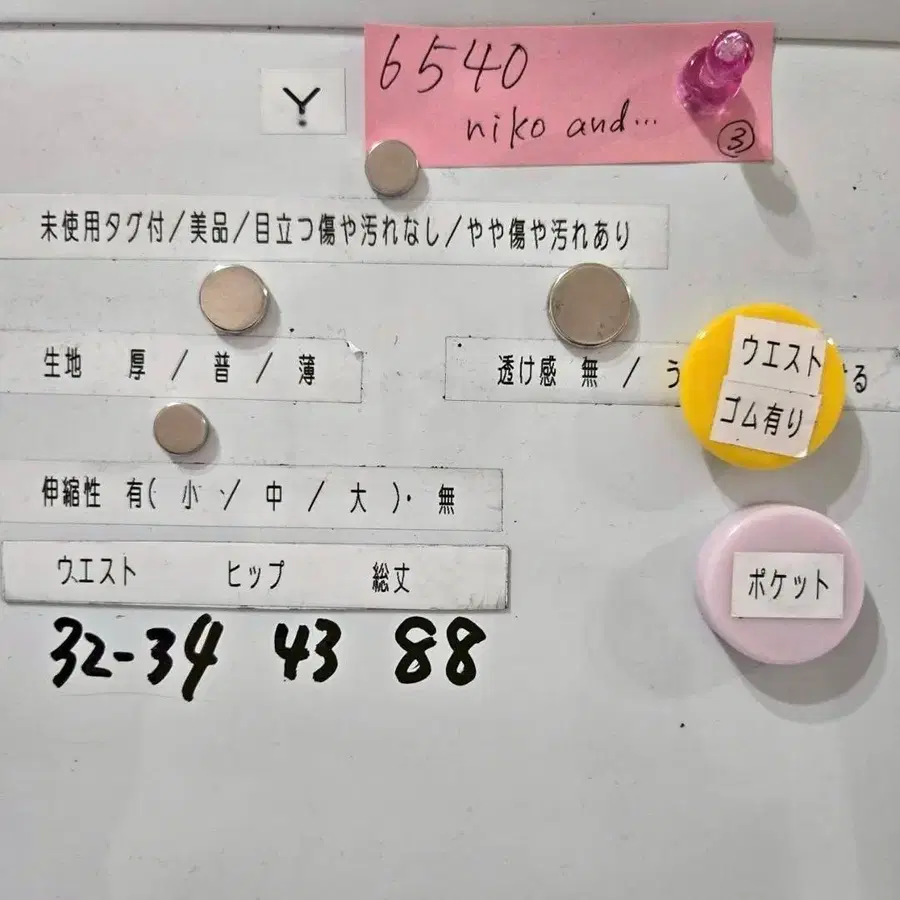 6540
Y
niko and...
③
未使用タグ付/美品/目立つ傷や汚れなし/やや傷や汚れあり
生地 厚 / 普 / 薄
透け感 無 / う
る
ウエスト
ゴム有り
伸縮性 有( 小 / 中 / 大 )・無
ウエスト ヒップ 総丈
ポケット
32-34 43 88